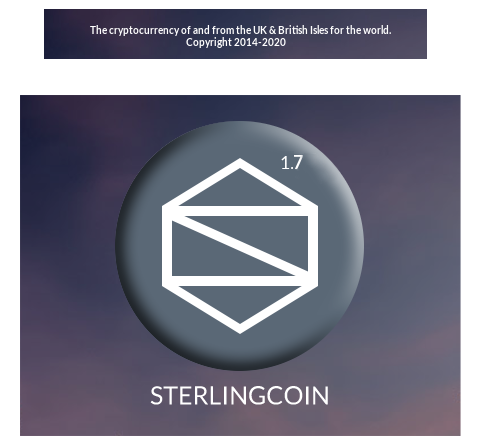 The cryptocurrency of and from the UK & British Isles for the world.
Copyright 2014-2020
1.7
STERLINGCOIN